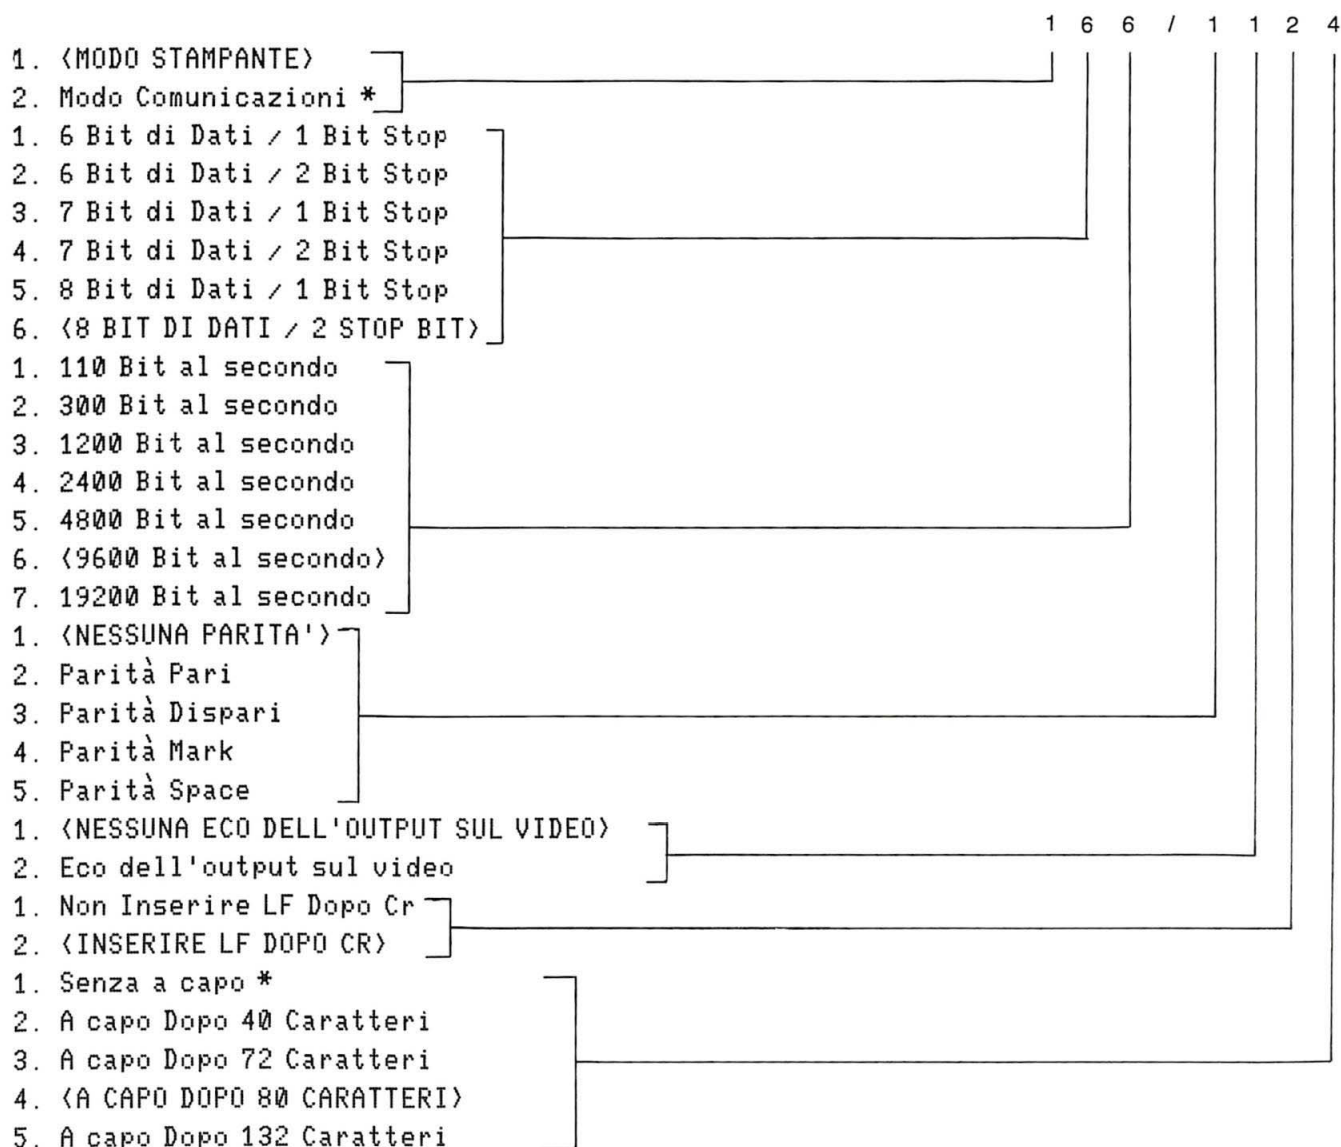 1 6 6 / 1 1 2 4
1. <MODO STAMPANTE>
2. Modo Comunicazioni *
1. 6 Bit di Dati / 1 Bit Stop
2. 6 Bit di Dati / 2 Bit Stop
3. 7 Bit di Dati / 1 Bit Stop
4. 7 Bit di Dati / 2 Bit Stop
5. 8 Bit di Dati / 1 Bit Stop
6. <8 BIT DI DATI / 2 STOP BIT>
1. 110 Bit al secondo
2. 300 Bit al secondo
3. 1200 Bit al secondo
4. 2400 Bit al secondo
5. 4800 Bit al secondo
6. <9600 Bit al secondo>
7. 19200 Bit al secondo
1. <NESSUNA PARITA'>
2. Parità Pari
3. Parità Dispari
4. Parità Mark
5. Parità Space
1. <NESSUNA ECO DELL'OUTPUT SUL VIDEO>
2. Eco dell'output sul video
1. Non Inserire LF Dopo Cr
2. <INSERIRE LF DOPO CR>
1. Senza a capo *
2. A capo Dopo 40 Caratteri
3. A capo Dopo 72 Caratteri
4. <A CAPO DOPO 80 CARATTERI>
5. A capo Dopo 132 Caratteri